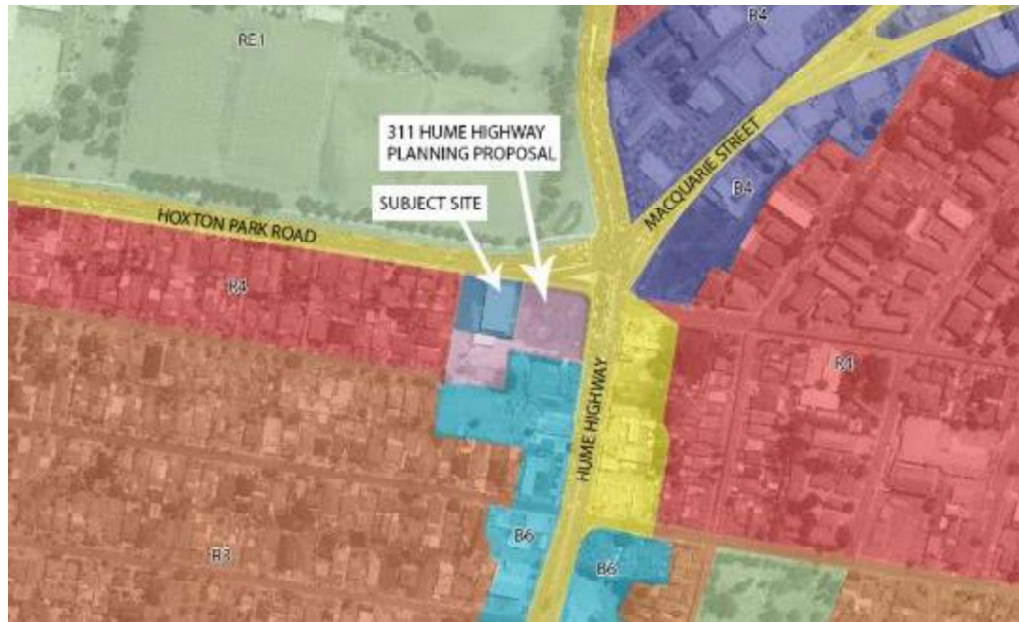 RE1
B4
311 HUME HIGHWAY
PLANNING PROPOSAL
SUBJECT SITE
MACQUARIE STREET
B4
HOXTON PARK ROAD
R4
R4
HUME HIGHWAY
R3
B6
B6